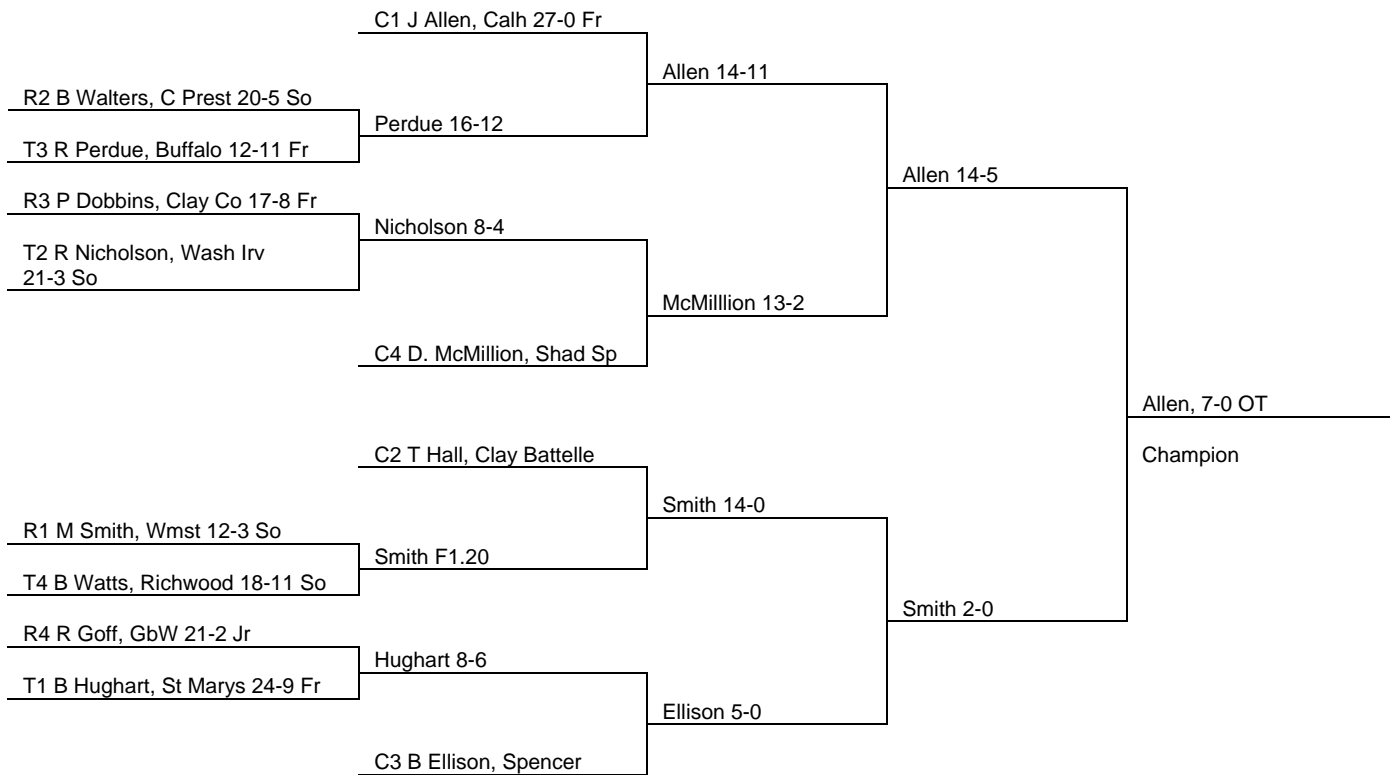 C1 J Allen, Calh 27-0 Fr
Allen 14-11
R2 B Walters, C Prest 20-5 So
Perdue 16-12
T3 R Perdue, Buffalo 12-11 Fr
Allen 14-5
R3 P Dobbins, Clay Co 17-8 Fr
Nicholson 8-4
T2 R Nicholson, Wash Irv
21-3 So
McMilllion 13-2
C4 D. McMillion, Shad Sp
Allen, 7-0 OT
C2 T Hall, Clay Battelle
Champion
Smith 14-0
R1 M Smith, Wmst 12-3 So
Smith F1.20
T4 B Watts, Richwood 18-11 So
Smith 2-0
R4 R Goff, GbW 21-2 Jr
Hughart 8-6
T1 B Hughart, St Marys 24-9 Fr
Ellison 5-0
C3 B Ellison, Spencer